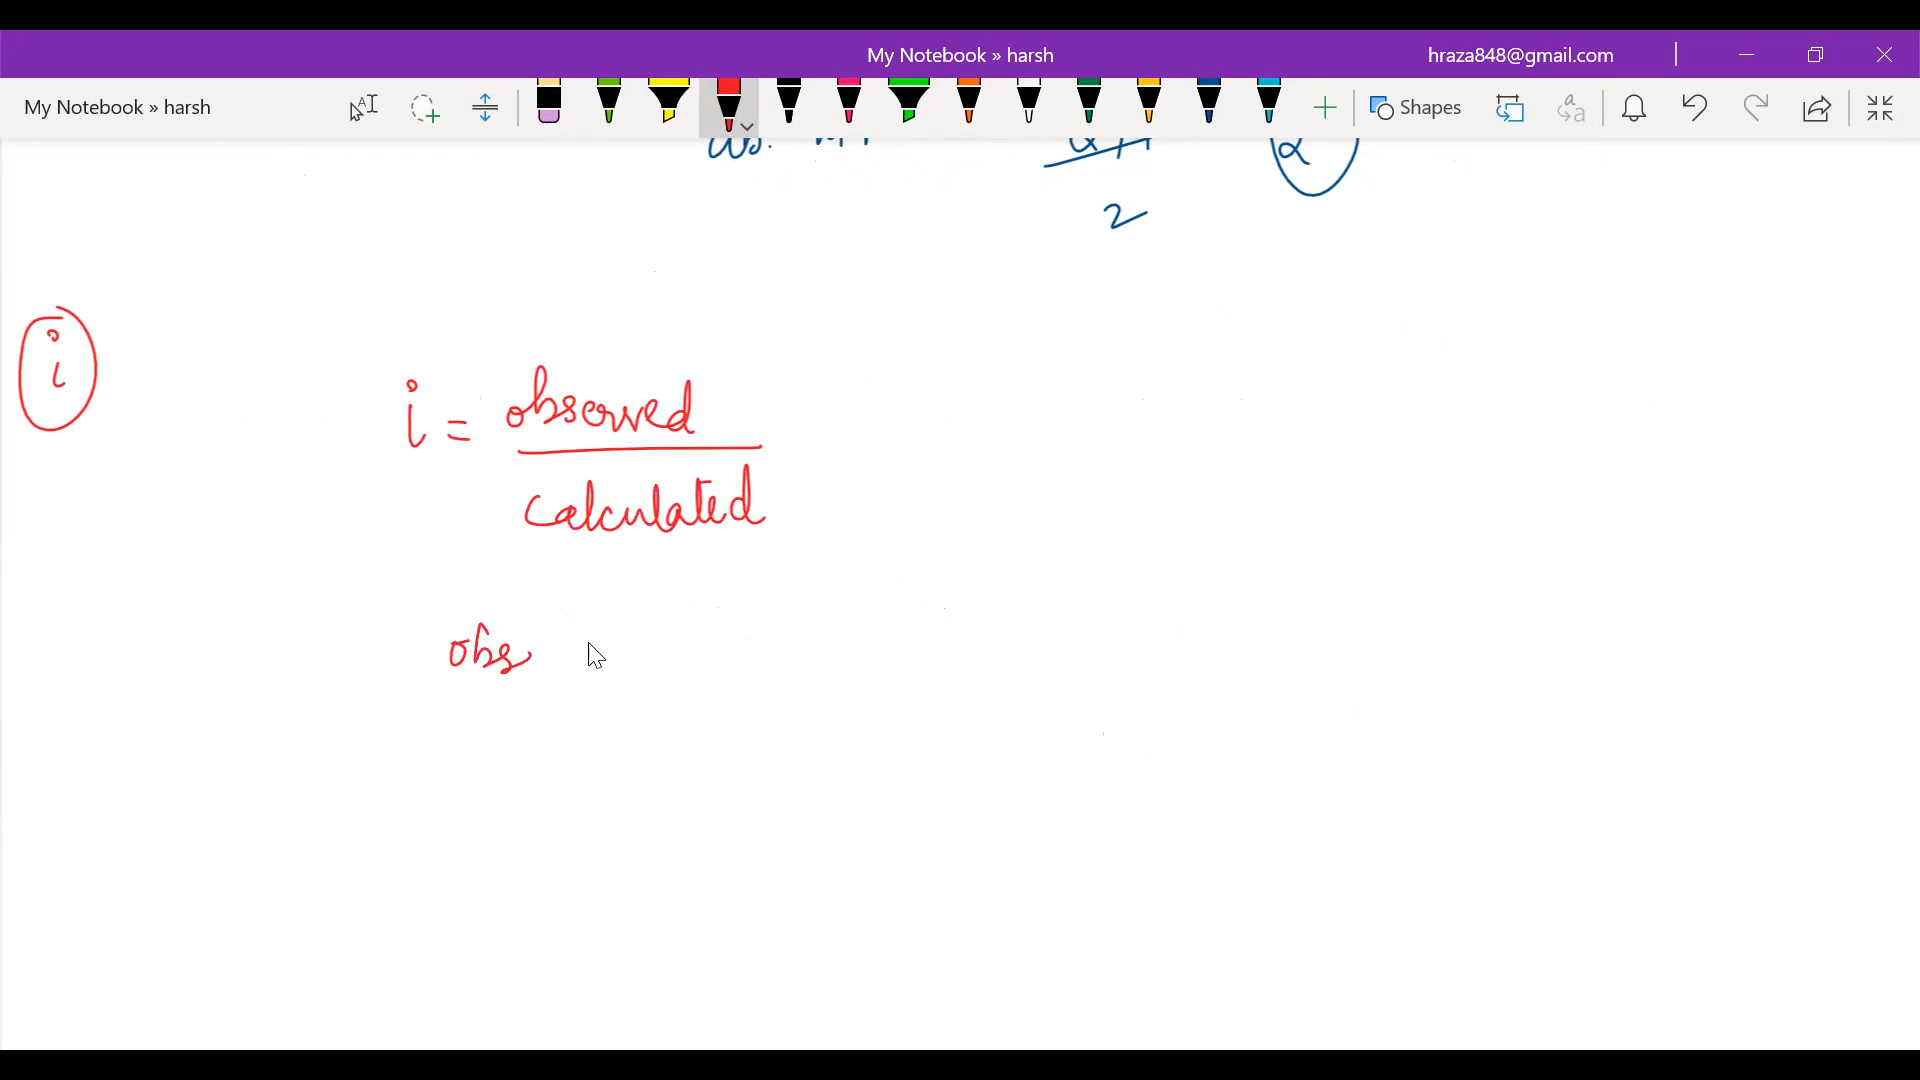 My Notebook » harsh
hraza848@gmail.com
My Notebook » harsh
Shapes
α
2
i
i = observed
calculated
obs